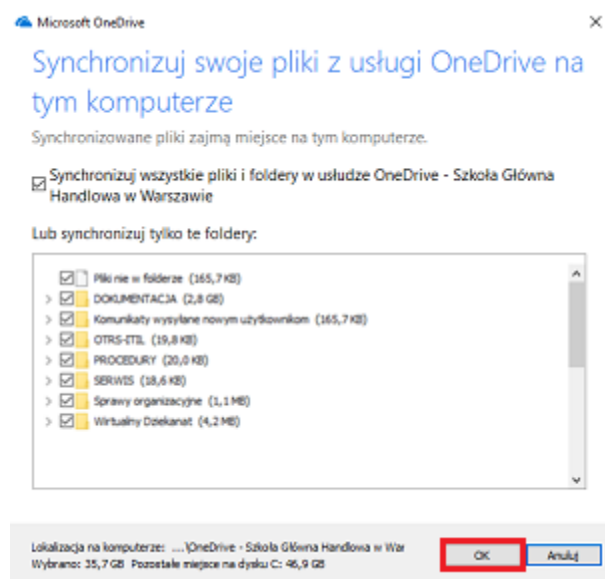 Microsoft OneDrive
Synchronizuj swoje pliki z usługi OneDrive na
tym komputerze
Synchronizowane pliki zajmą miejsce na tym komputerze.
Synchronizuj wszystkie pliki i foldery w usłudze OneDrive - Szkoła Główna
Handlowa w Warszawie
Lub synchronizuj tylko te foldery:
Pliki nie w folderze (165,7 KB)
DOKUMENTACJA (2,8 GB)
Komunikaty wysyłane nowym użytkownikom (165,7 KB)
OTRS-ITIL (19,8 KB)
PROCEDURY (20,0 KB)
SERWIS (18,6 KB)
Sprawy organizacyjne (1,1 MB)
Wirtualny Dziekanat (4,2 MB)
Lokalizacja na komputerze: ...\OneDrive - Szkoła Główna Handlowa w War
Wybrano: 35,7 GB Pozostałe miejsce na dysku C: 46,9 GB
OK
Anuluj